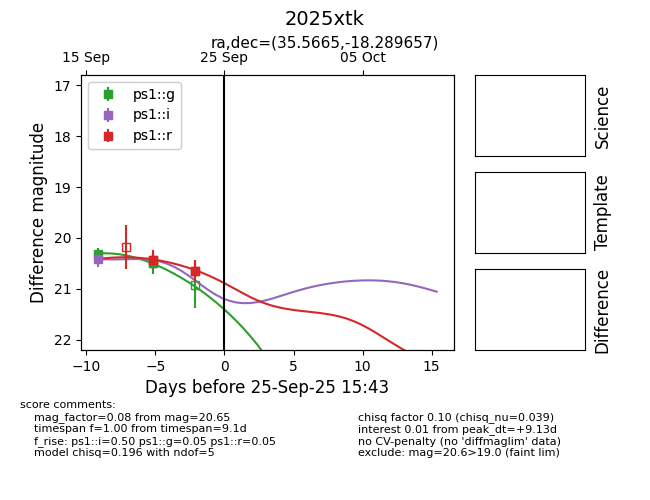 2025xtk
ra,dec=(35.5665,-18.289657)
15 Sep
25 Sep
05 Oct
17
18
19
20
21
22
Difference magnitude
ps1::g
ps1::i
ps1::r
−10
−5
0
5
10
15
Days before 25-Sep-25 15:43
Science
Template
Difference
score comments:
mag_factor=0.08 from mag=20.65
timespan f=1.00 from timespan=9.1d
f_rise: ps1::i=0.50 ps1::g=0.05 ps1::r=0.05
model chisq=0.196 with ndof=5
chisq factor 0.10 (chisq_nu=0.039)
interest 0.01 from peak_dt=+9.13d
no CV-penalty (no 'diffmaglim' data)
exclude: mag=20.6>19.0 (faint lim)